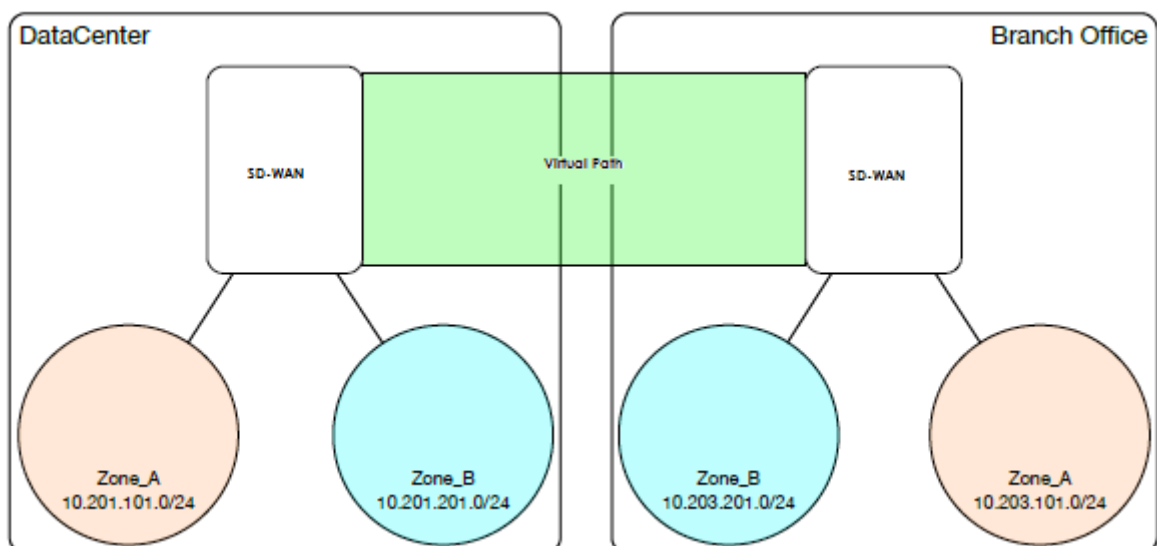 DataCenter
Branch Office
SD-WAN
Virtual Path
SD-WAN
Zone_A
10.201.101.0/24
Zone_B
10.201.201.0/24
Zone_B
10.203.201.0/24
Zone_A
10.203.101.0/24